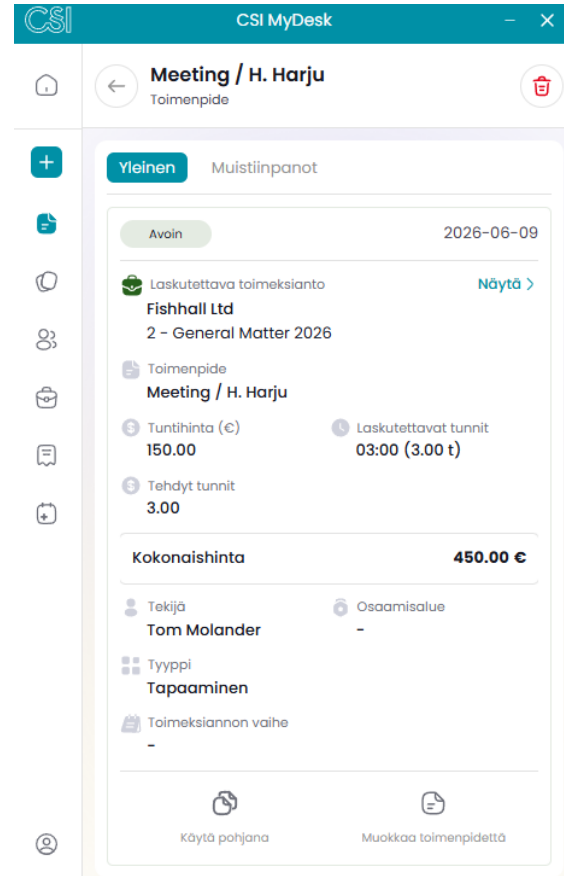 CSI
CSI MyDesk
Meeting / H. Harju
Toimenpide
Yleinen
Muistiinpanot
Avoin
2026-06-09
Laskutettava toimeksianto
Näytä >
Fishhall Ltd
2 - General Matter 2026
Toimenpide
Meeting / H. Harju
Tuntihinta (€)
Laskutettavat tunnit
150.00
03:00 (3.00 t)
Tehdyt tunnit
3.00
Kokonaishinta
450.00 €
Tekijä
Osaamisalue
Tom Molander
-
Tyyppi
Tapaaminen
Toimeksiannon vaihe
-
Käytä pohjana
Muokkaa toimenpidettä